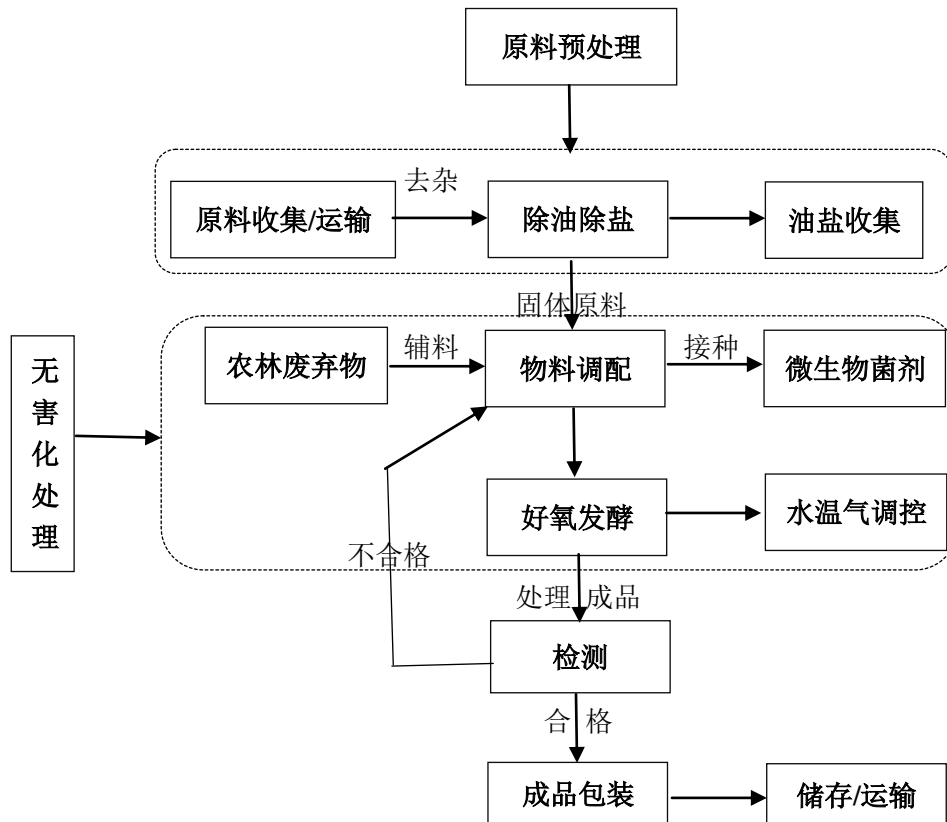 原料预处理
去杂
原料收集/运输
除油除盐
油盐收集
固体原料
农林废弃物
辅料
物料调配
接种
微生物菌剂
无害化处理
好氧发酵
水温气调控
不合格
处理 成品
检测
合 格
成品包装
储存/运输